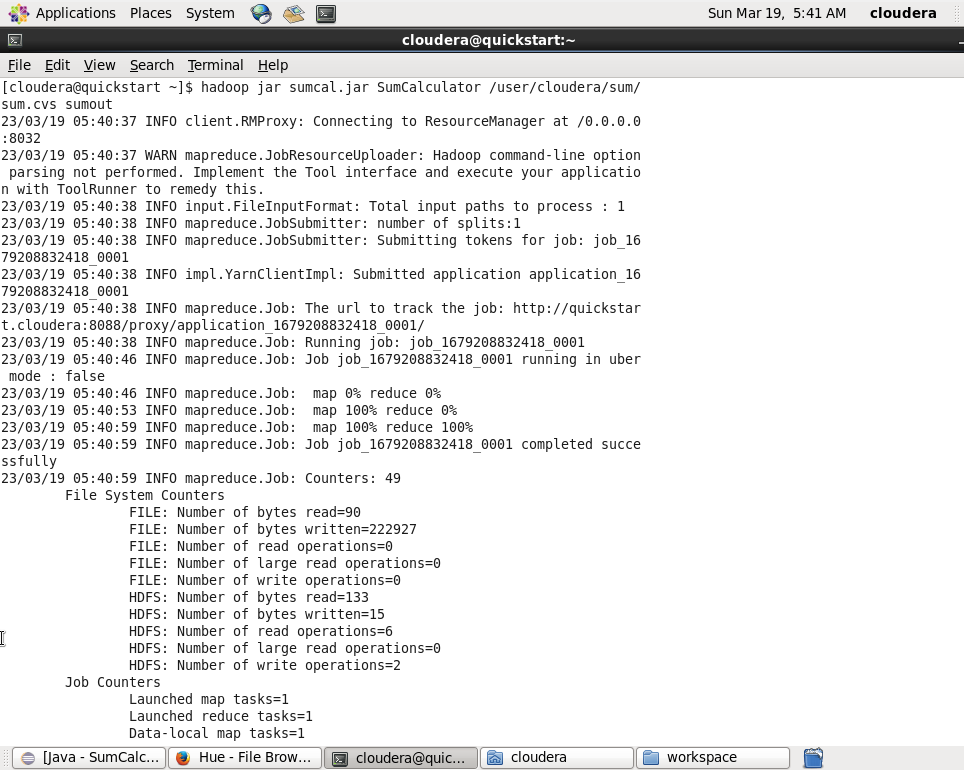 Applications Places System Sun Mar 19, 5:41 AM cloudera
cloudera@quickstart:~
File Edit View Search Terminal Help
[cloudera@quickstart ~]$ hadoop jar sumcal.jar SumCalculator /user/cloudera/sum/
sum.cvs sumout
23/03/19 05:40:37 INFO client.RMProxy: Connecting to ResourceManager at /0.0.0.0
:8032
23/03/19 05:40:37 WARN mapreduce.JobResourceUploader: Hadoop command-line option
 parsing not performed. Implement the Tool interface and execute your applicatio
n with ToolRunner to remedy this.
23/03/19 05:40:38 INFO input.FileInputFormat: Total input paths to process : 1
23/03/19 05:40:38 INFO mapreduce.JobSubmitter: number of splits:1
23/03/19 05:40:38 INFO mapreduce.JobSubmitter: Submitting tokens for job: job_16
79208832418_0001
23/03/19 05:40:38 INFO impl.YarnClientImpl: Submitted application application_16
79208832418_0001
23/03/19 05:40:38 INFO mapreduce.Job: The url to track the job: http://quickstar
t.cloudera:8088/proxy/application_1679208832418_0001/
23/03/19 05:40:38 INFO mapreduce.Job: Running job: job_1679208832418_0001
23/03/19 05:40:46 INFO mapreduce.Job: Job job_1679208832418_0001 running in uber
 mode : false
23/03/19 05:40:46 INFO mapreduce.Job:  map 0% reduce 0%
23/03/19 05:40:53 INFO mapreduce.Job:  map 100% reduce 0%
23/03/19 05:40:59 INFO mapreduce.Job:  map 100% reduce 100%
23/03/19 05:40:59 INFO mapreduce.Job: Job job_1679208832418_0001 completed succe
ssfully
23/03/19 05:40:59 INFO mapreduce.Job: Counters: 49
File System Counters
FILE: Number of bytes read=90
FILE: Number of bytes written=222927
FILE: Number of read operations=0
FILE: Number of large read operations=0
FILE: Number of write operations=0
HDFS: Number of bytes read=133
HDFS: Number of bytes written=15
HDFS: Number of read operations=6
HDFS: Number of large read operations=0
HDFS: Number of write operations=2
Job Counters
Launched map tasks=1
Launched reduce tasks=1
Data-local map tasks=1
[Java - SumCalc... Hue - File Brow... cloudera@quic... cloudera workspace